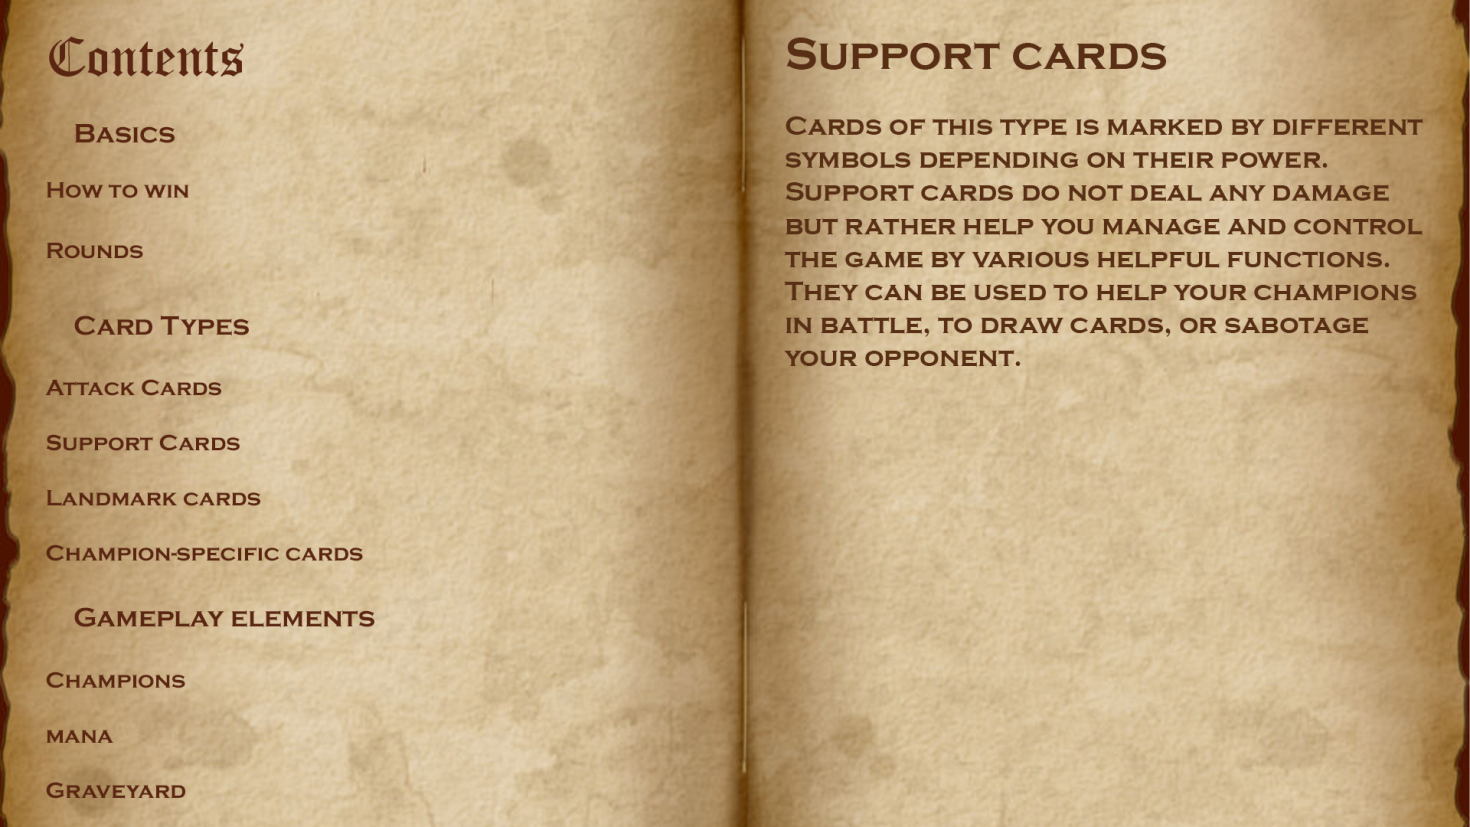 Contents
Basics
How to win
Rounds
Card Types
Attack Cards
Support Cards
Landmark cards
Champion-specific cards
Gameplay elements
Champions
mana
Graveyard
Support cards
Cards of this type is marked by different
symbols depending on their power.
Support cards do not deal any damage
but rather help you manage and control
the game by various helpful functions.
They can be used to help your champions
in battle, to draw cards, or sabotage
your opponent.